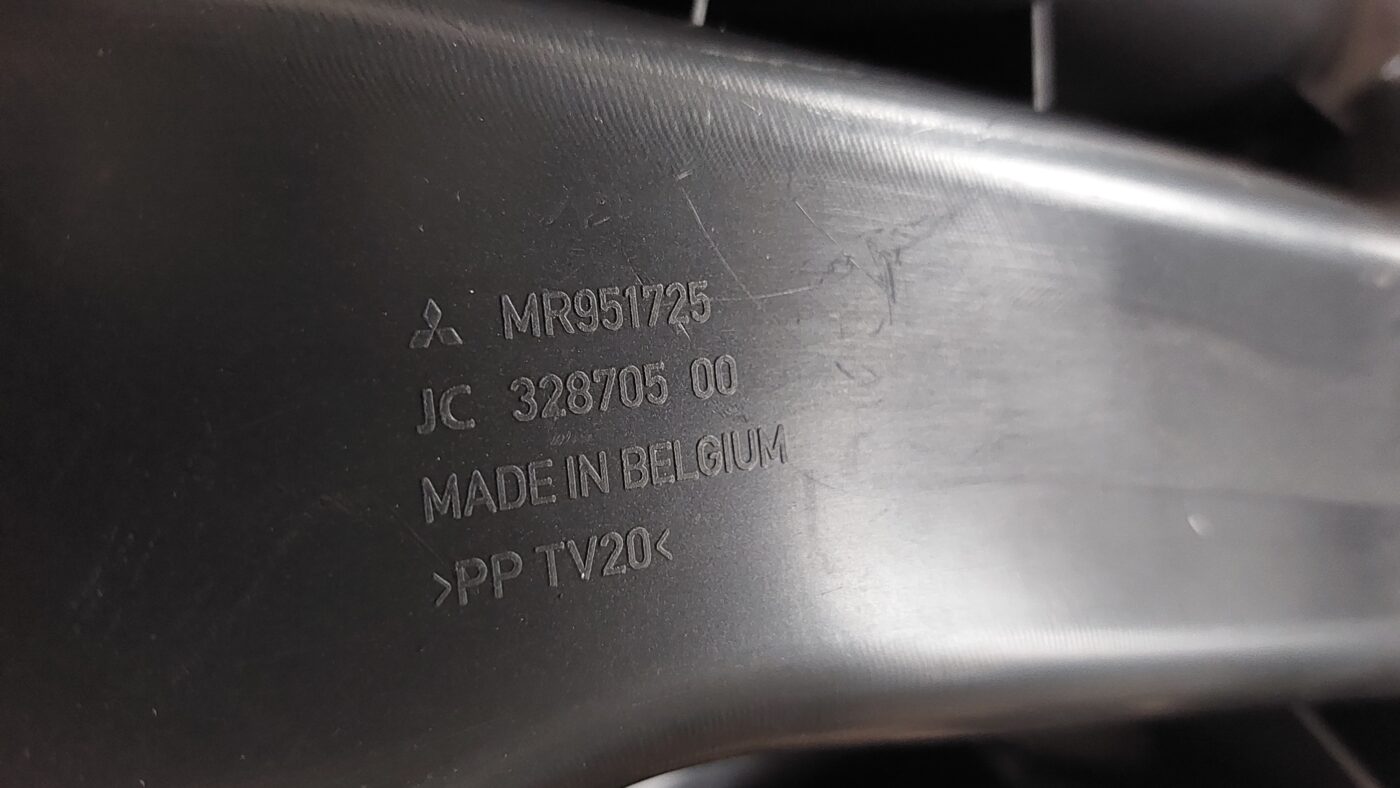 MR951725
JC 328705 00
MADE IN BELGIUM
>PP TV20<